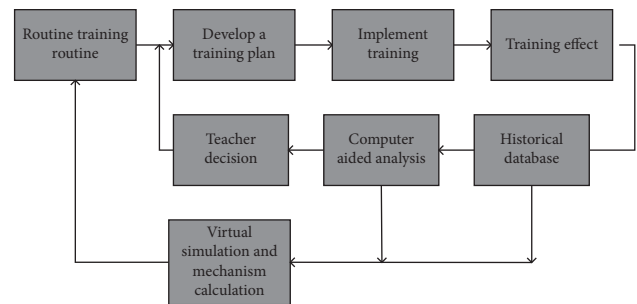 Routine training
routine
Develop a
training plan
Implement
training
Training effect
Teacher
decision
Computer
aided analysis
Historical
database
Virtual
simulation and
mechanism
calculation